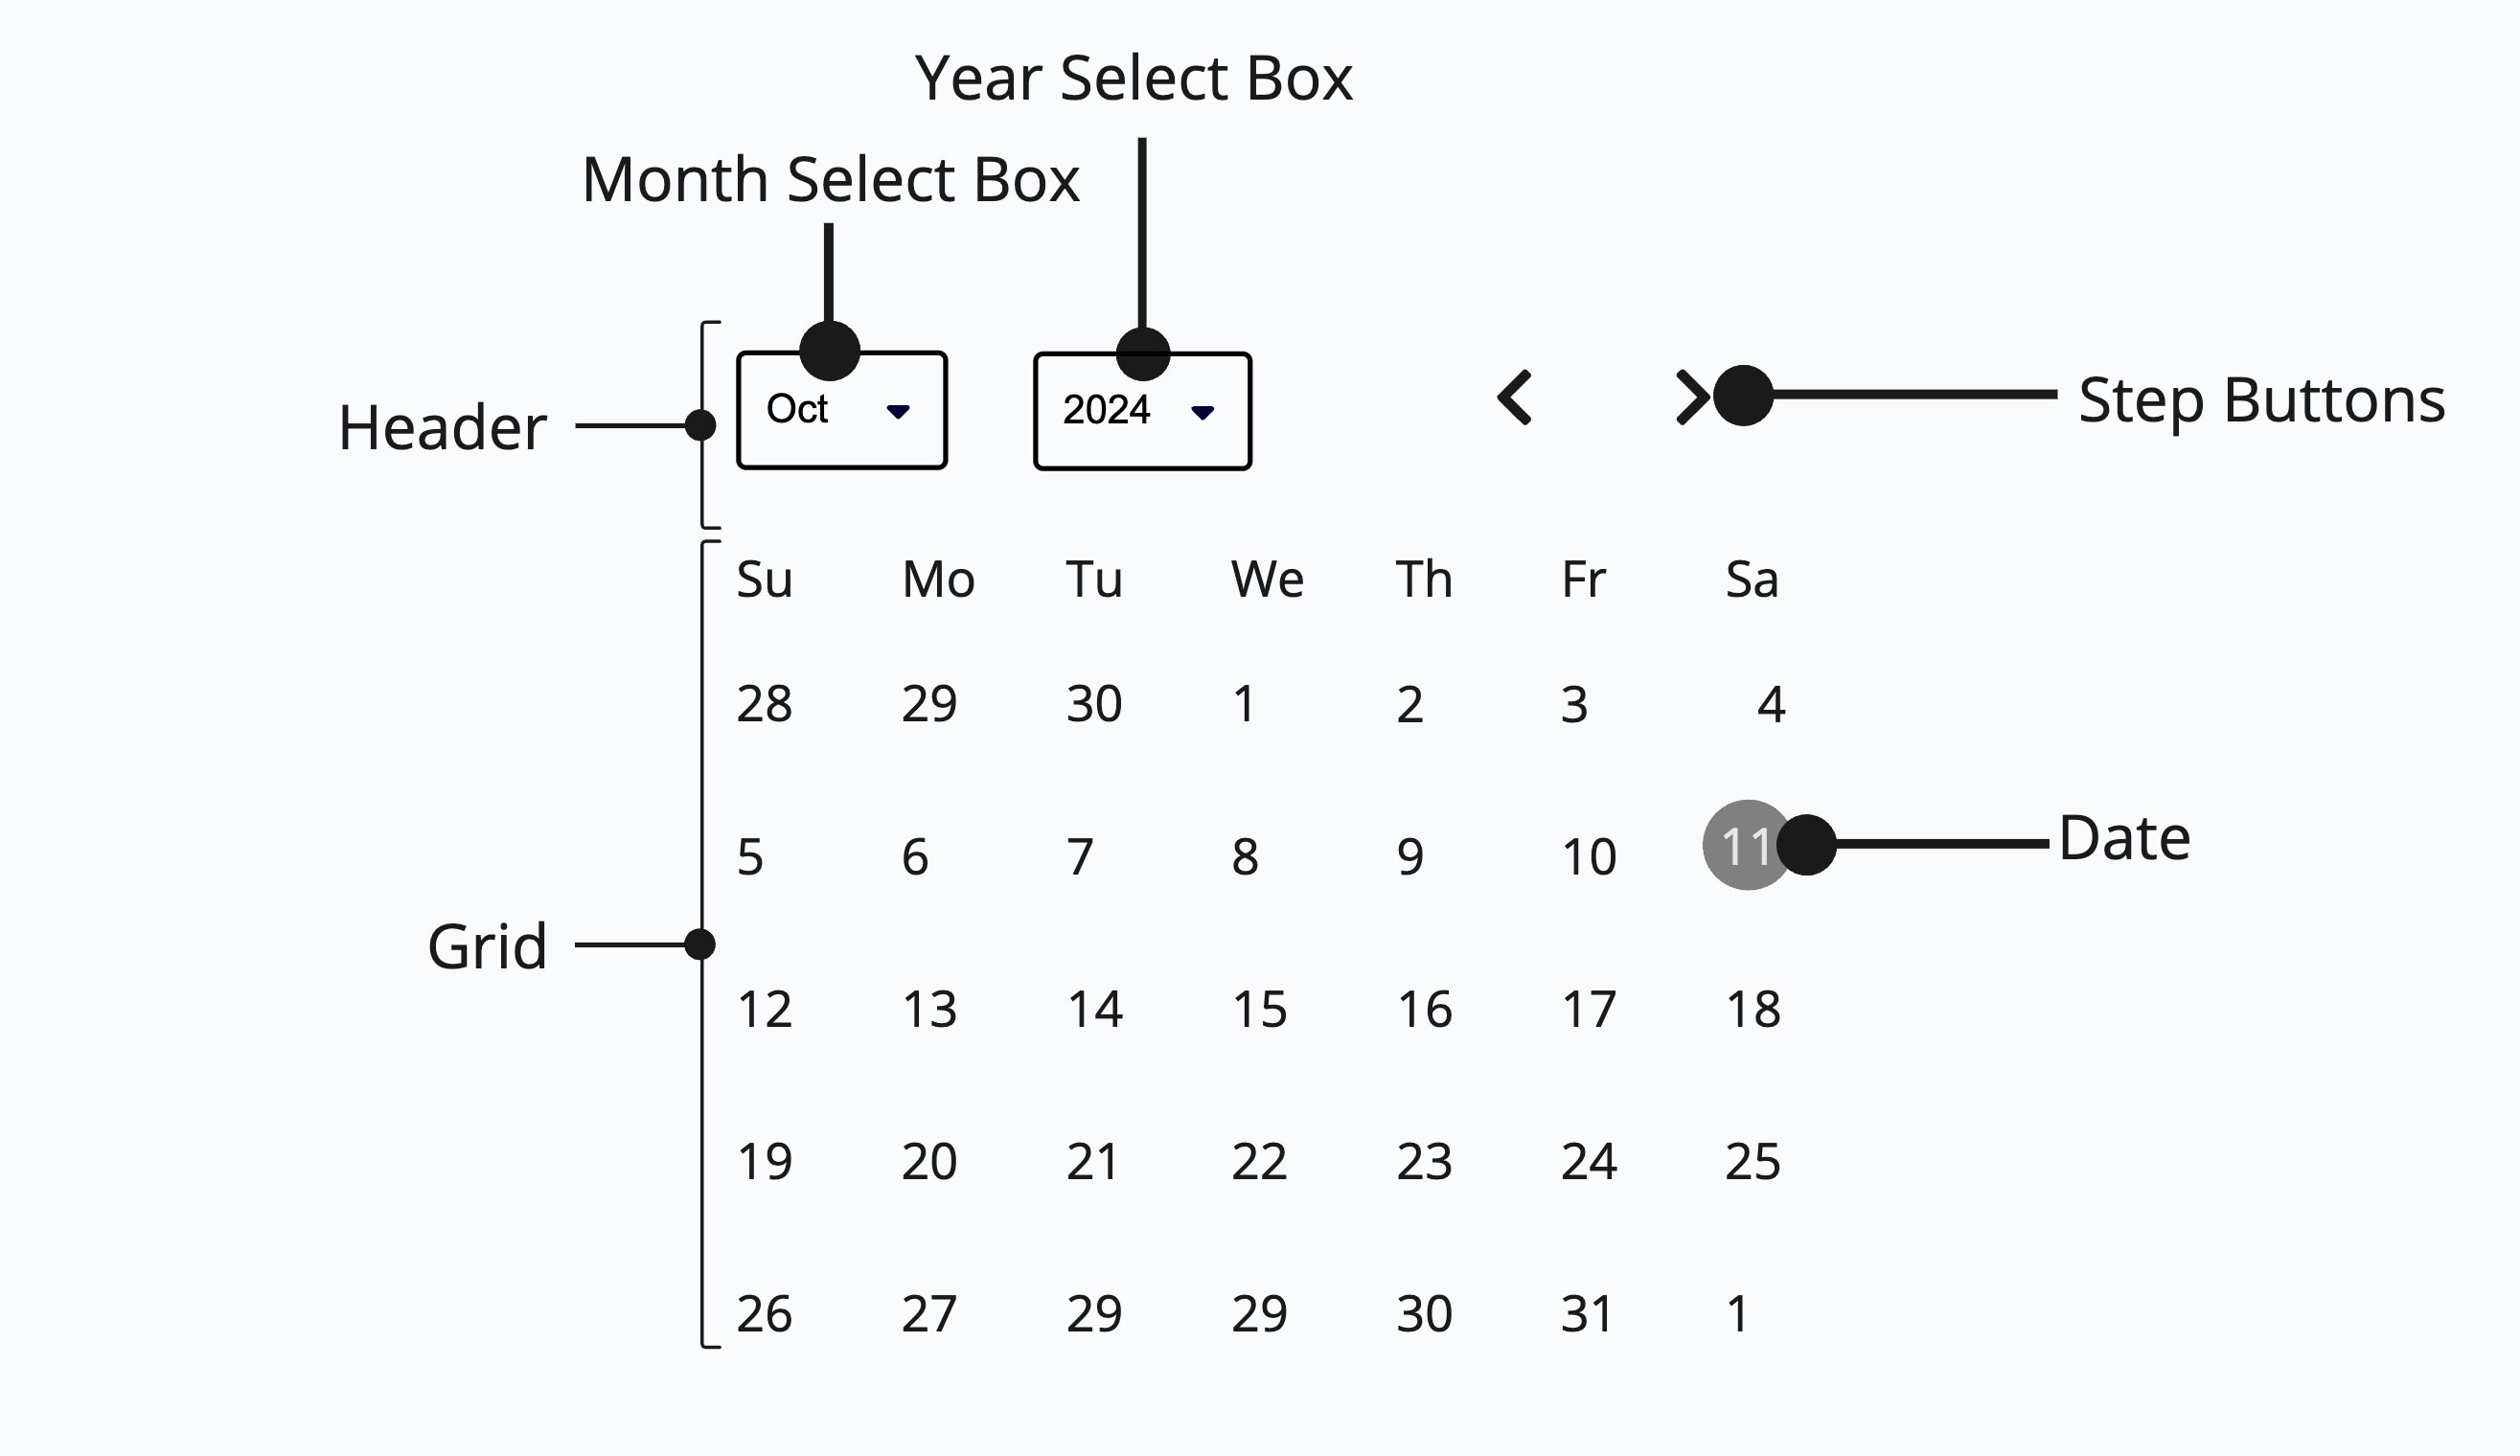 Year Select Box
Month Select Box
Header
Oct
2024
Step Buttons
Su Mo Tu We Th Fr Sa
28 29 30 1 2 3 4
5 6 7 8 9 10 11
Date
Grid
12 13 14 15 16 17 18
19 20 21 22 23 24 25
26 27 29 29 30 31 1